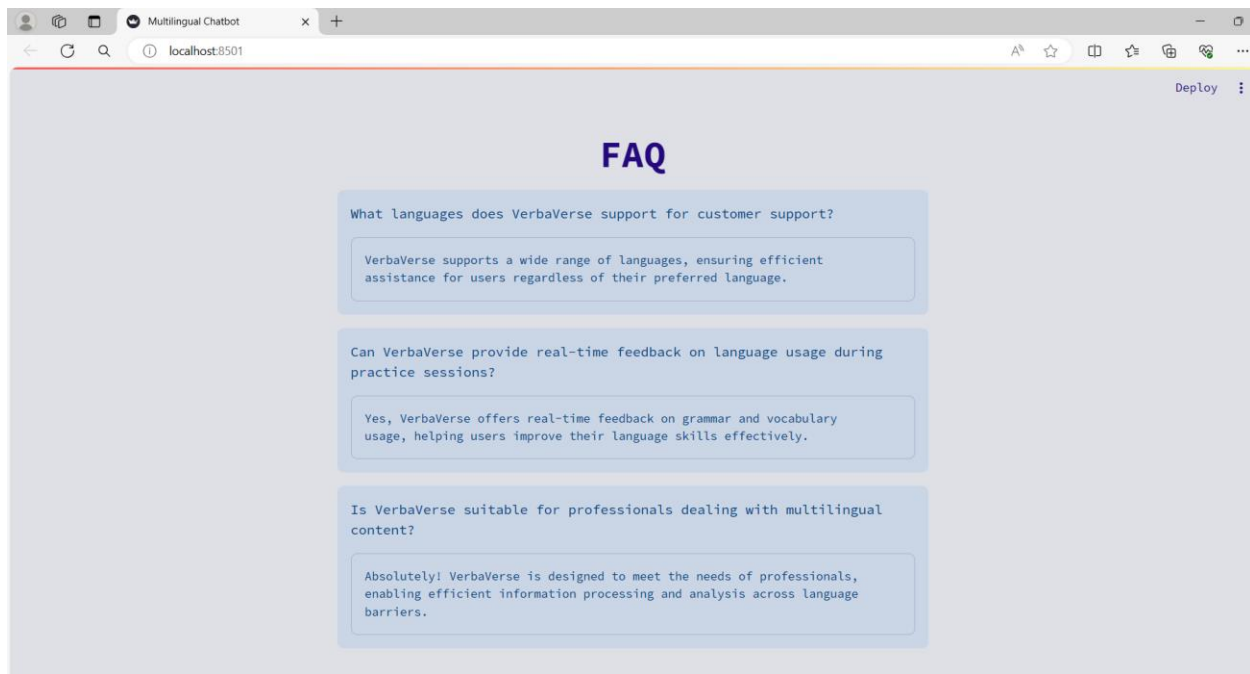 Multilingual Chatbot
localhost:8501
Deploy
FAQ
What languages does VerbaVerse support for customer support?
VerbaVerse supports a wide range of languages, ensuring efficient
assistance for users regardless of their preferred language.
Can VerbaVerse provide real-time feedback on language usage during
practice sessions?
Yes, VerbaVerse offers real-time feedback on grammar and vocabulary
usage, helping users improve their language skills effectively.
Is VerbaVerse suitable for professionals dealing with multilingual
content?
Absolutely! VerbaVerse is designed to meet the needs of professionals,
enabling efficient information processing and analysis across language
barriers.